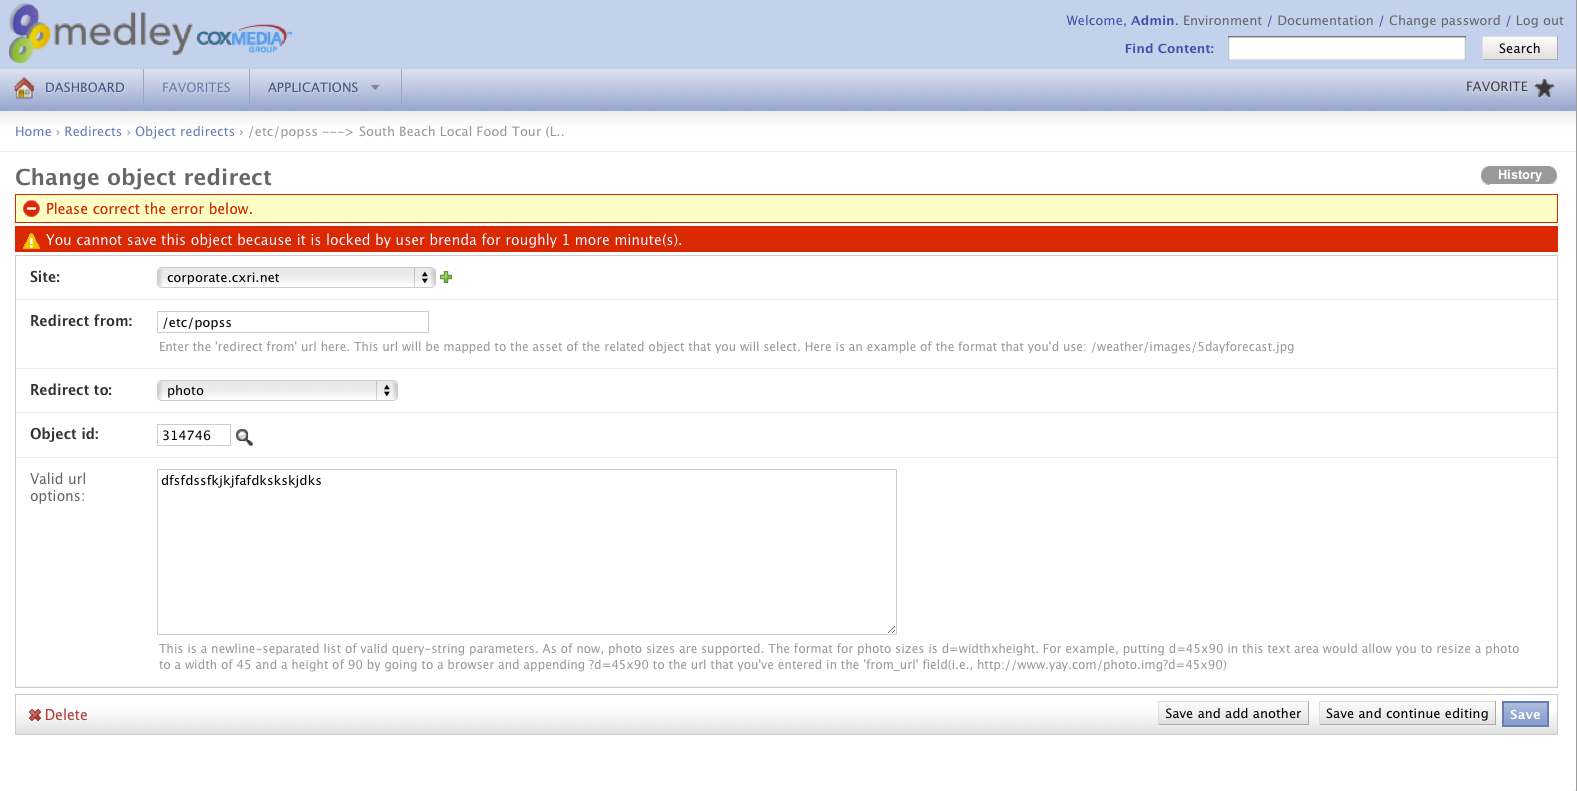 medley COXMEDIA GROUP
Welcome, Admin. Environment / Documentation / Change password / Log out
Find Content: Search
DASHBOARD FAVORITES APPLICATIONS FAVORITE
Home › Redirects › Object redirects › /etc/popss ---> South Beach Local Food Tour (L..
Change object redirect History
Please correct the error below.
You cannot save this object because it is locked by user brenda for roughly 1 more minute(s).
Site: corporate.cxri.net
Redirect from: /etc/popss
Enter the 'redirect from' url here. This url will be mapped to the asset of the related object that you will select. Here is an example of the format that you'd use: /weather/images/5dayforecast.jpg
Redirect to: photo
Object id: 314746
Valid url options: dfsfdssfkjkjfafdkskskjdks
This is a newline-separated list of valid query-string parameters. As of now, photo sizes are supported. The format for photo sizes is d=widthxheight. For example, putting d=45x90 in this text area would allow you to resize a photo
to a width of 45 and a height of 90 by going to a browser and appending ?d=45x90 to the url that you've entered in the 'from_url' field(i.e., http://www.yay.com/photo.img?d=45x90)
Delete Save and add another Save and continue editing Save